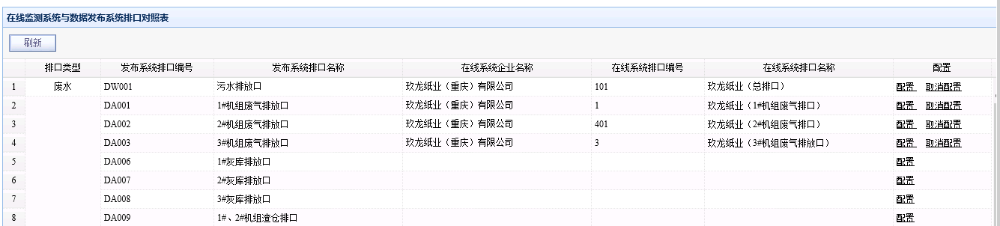 在线监测系统与数据发布系统排口对照表
刷新
排口类型 发布系统排口编号 发布系统排口名称 在线系统企业名称 在线系统排口编号 在线系统排口名称 配置
1 废水 DW001 污水排放口 玖龙纸业（重庆）有限公司 101 玖龙纸业（总排口） 配置 取消配置
2 DA001 1#机组废气排放口 玖龙纸业（重庆）有限公司 1 玖龙纸业（1#机组废气排口） 配置 取消配置
3 DA002 2#机组废气排放口 玖龙纸业（重庆）有限公司 401 玖龙纸业（2#机组废气排口） 配置 取消配置
4 DA003 3#机组废气排放口 玖龙纸业（重庆）有限公司 3 玖龙纸业（3#机组废气排放口） 配置 取消配置
5 DA006 1#灰库排放口 配置
6 DA007 2#灰库排放口 配置
7 DA008 3#灰库排放口 配置
8 DA009 1#、2#机组渣仓排口 配置